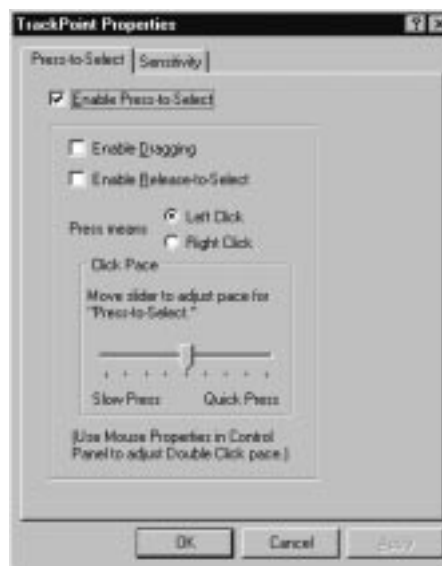 TrackPoint Properties
Press-to-Select
Sensitivity
Enable Press-to-Select
Enable Dragging
Enable Release-to-Select
Press means
Left Click
Right Click
Click Pace
Move slider to adjust pace for
"Press-to-Select."
Slow Press
Quick Press
(Use Mouse Properties in Control
Panel to adjust Double Click pace.)
OK
Cancel
Apply